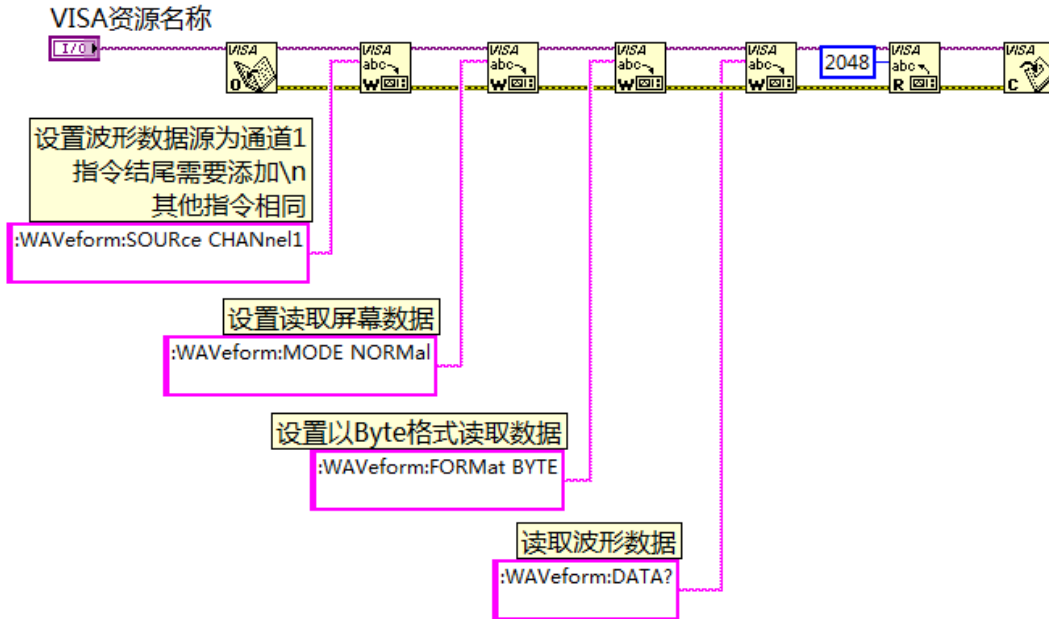 VISA资源名称
I/O
VISA
O
VISA
abc
W
VISA
abc
W
VISA
abc
W
VISA
abc
W
2048
VISA
abc
R
VISA
C
设置波形数据源为通道1
指令结尾需要添加\n
其他指令相同
:WAVeform:SOURce CHANnel1
设置读取屏幕数据
:WAVeform:MODE NORMal
设置以Byte格式读取数据
:WAVeform:FORMat BYTE
读取波形数据
:WAVeform:DATA?